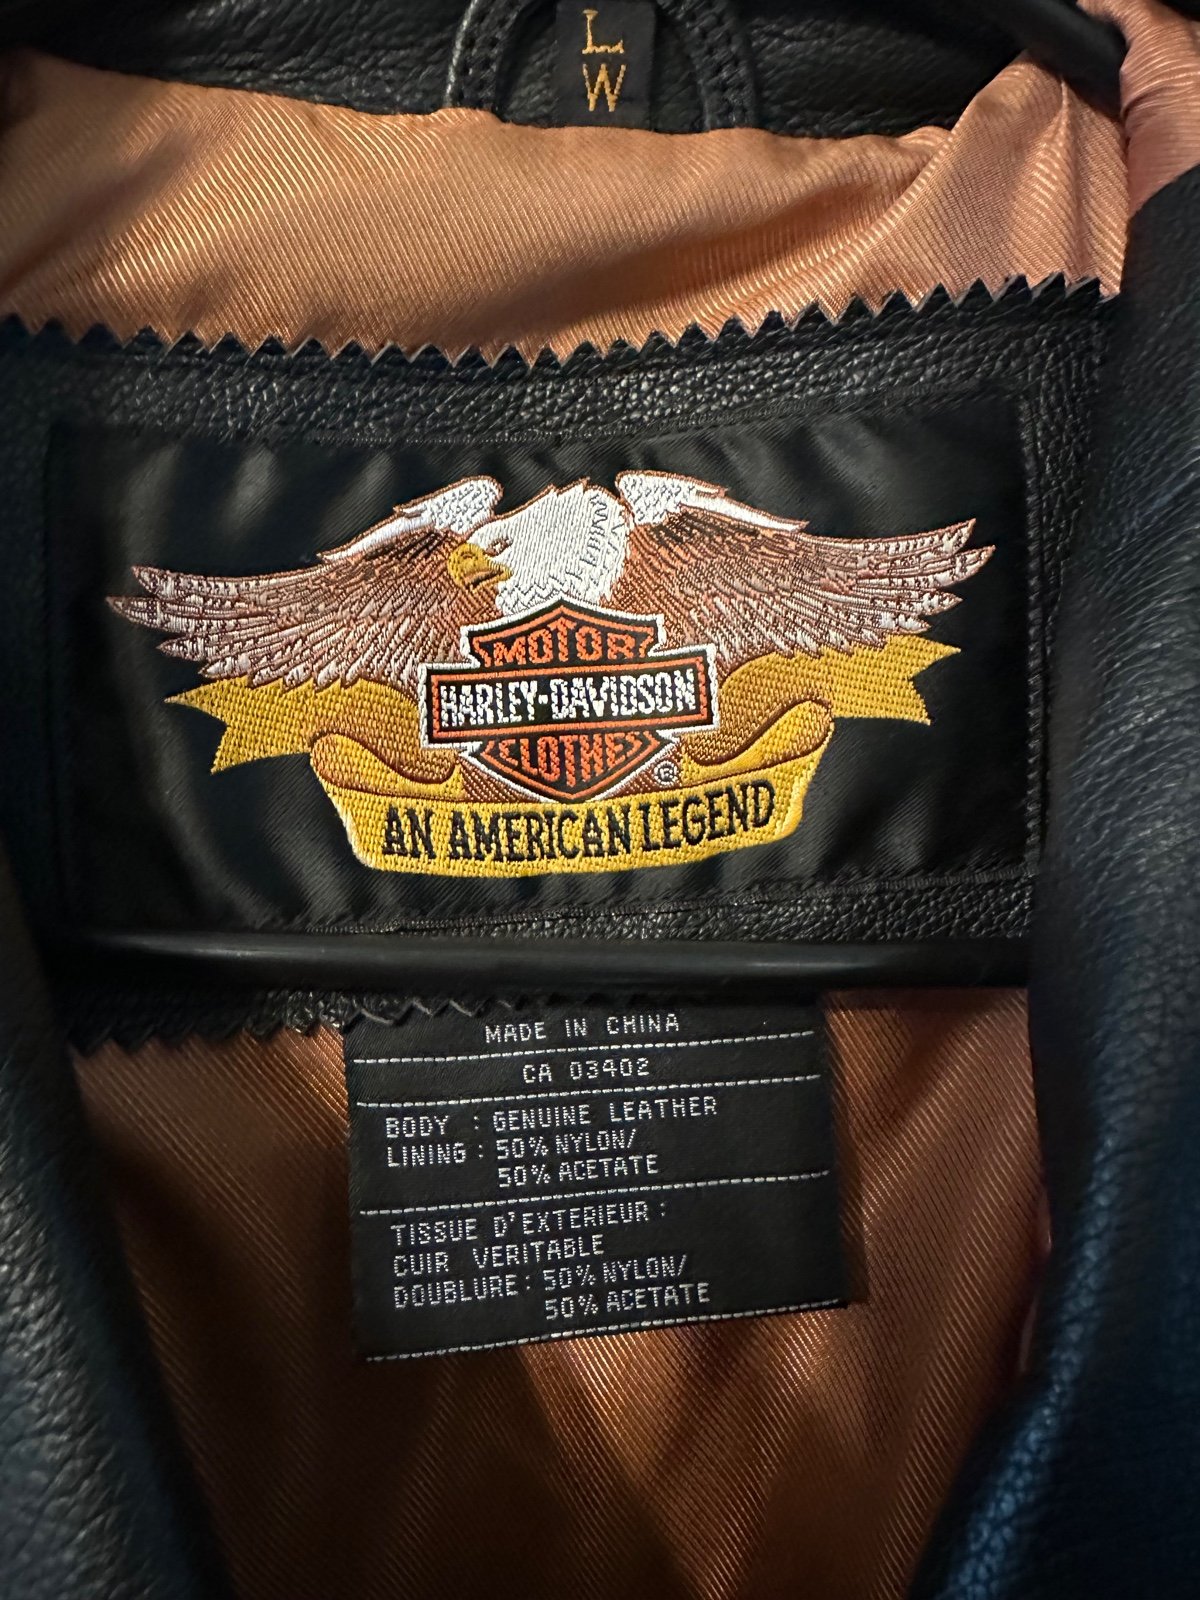 L
W
MOTOR
HARLEY-DAVIDSON
CLOTHES
®
AN AMERICAN LEGEND
MADE IN CHINA
CA 03402
BODY : GENUINE LEATHER
LINING : 50% NYLON/
50% ACETATE
TISSUE D'EXTERIEUR :
CUIR VERITABLE
DOUBLURE : 50% NYLON/
50% ACETATE